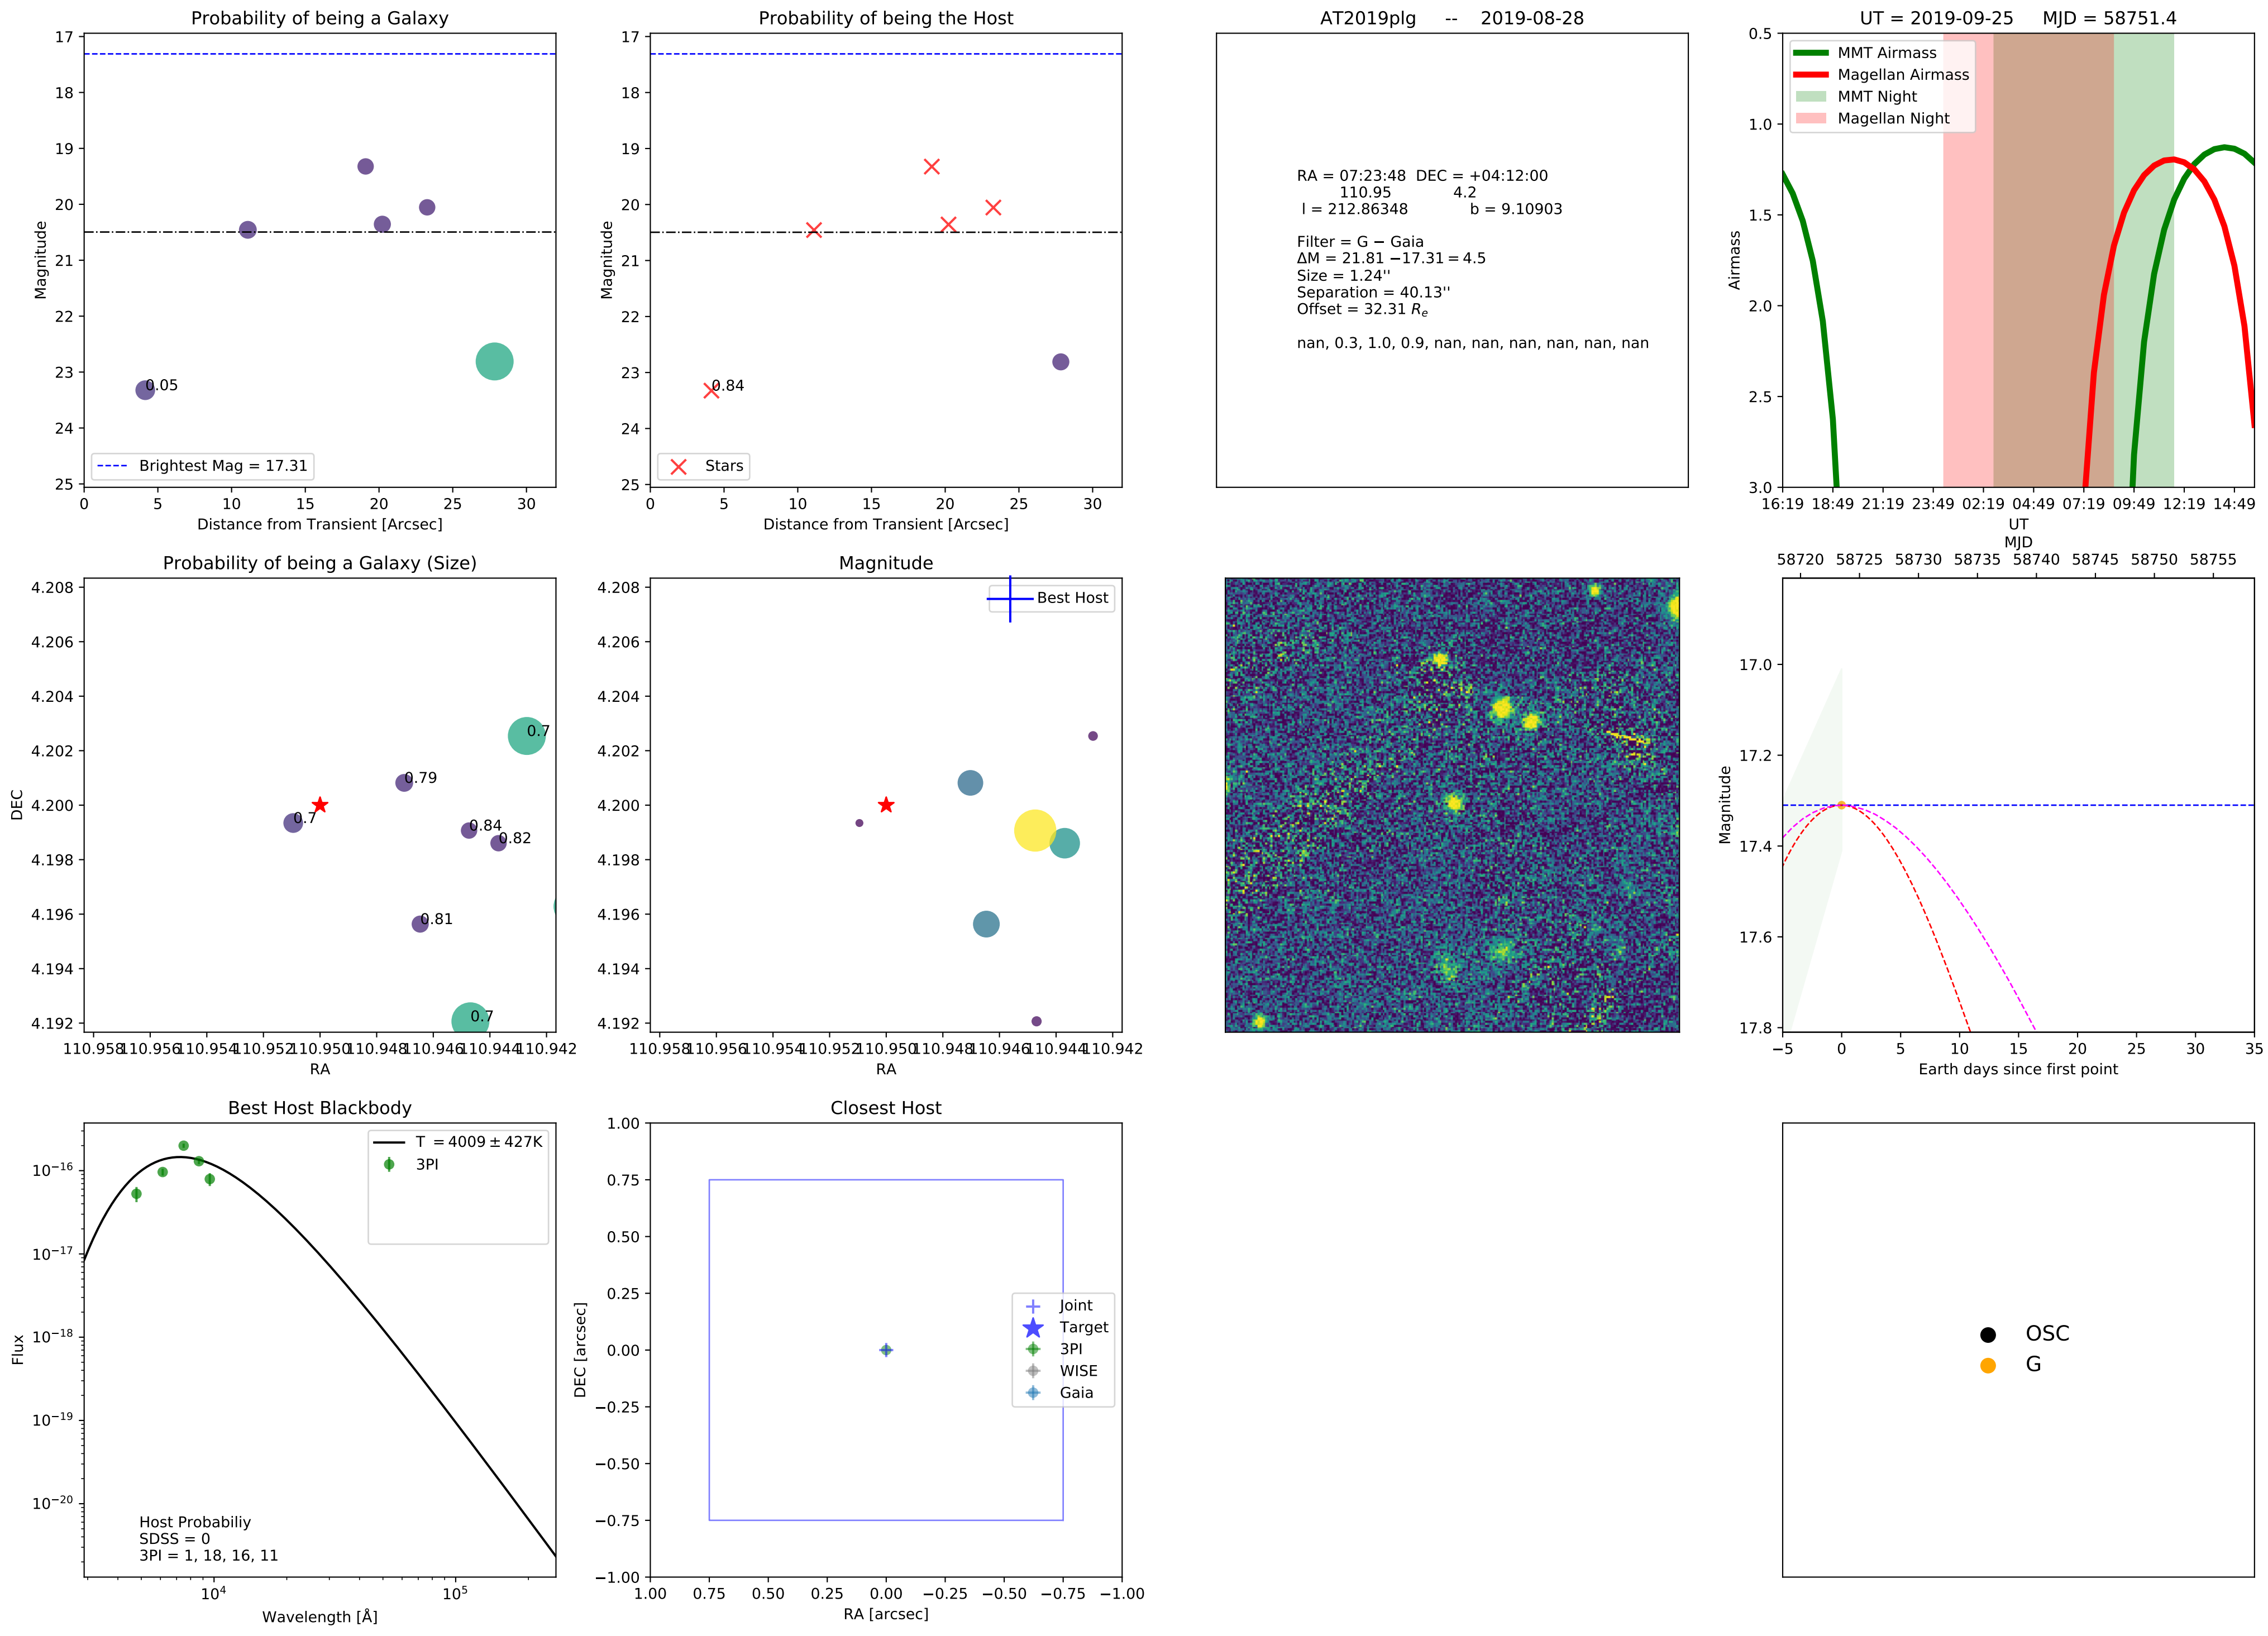 Probability of being a Galaxy
17
18
19
20
21
22
23
24
25
Magnitude
0.05
Brightest Mag = 17.31
0 5 10 15 20 25 30
Distance from Transient [Arcsec]
Probability of being the Host
17
18
19
20
21
22
23
24
25
Magnitude
0.84
Stars
0 5 10 15 20 25 30
Distance from Transient [Arcsec]
AT2019plg -- 2019-08-28
RA = 07:23:48 DEC = +04:12:00
110.95 4.2
l = 212.86348 b = 9.10903
Filter = G − Gaia
ΔM = 21.81 −17.31 = 4.5
Size = 1.24''
Separation = 40.13''
Offset = 32.31 Re
nan, 0.3, 1.0, 0.9, nan, nan, nan, nan, nan, nan
UT = 2019-09-25 MJD = 58751.4
MMT Airmass
Magellan Airmass
MMT Night
Magellan Night
0.5
1.0
1.5
2.0
2.5
3.0
Airmass
16:19 18:49 21:19 23:49 02:19 04:49 07:19 09:49 12:19 14:49
UT
Probability of being a Galaxy (Size)
4.208
4.206
4.204
4.202
4.200
4.198
4.196
4.194
4.192
DEC
0.7
0.79
0.7
0.84
0.82
0.81
0.7
110.958 110.956 110.954 110.952 110.950 110.948 110.946 110.944 110.942
RA
Magnitude
Best Host
4.208
4.206
4.204
4.202
4.200
4.198
4.196
4.194
4.192
110.958 110.956 110.954 110.952 110.950 110.948 110.946 110.944 110.942
RA
MJD
58720 58725 58730 58735 58740 58745 58750 58755
17.0
17.2
17.4
17.6
17.8
Magnitude
−5 0 5 10 15 20 25 30 35
Earth days since first point
Best Host Blackbody
T = 4009 ± 427K
3PI
10−16
10−17
10−18
10−19
10−20
Flux
Host Probabiliy
SDSS = 0
3PI = 1, 18, 16, 11
104 105
Wavelength [Å]
Closest Host
1.00
0.75
0.50
0.25
0.00
−0.25
−0.50
−0.75
−1.00
DEC [arcsec]
Joint
Target
3PI
WISE
Gaia
1.00 0.75 0.50 0.25 0.00 −0.25 −0.50 −0.75 −1.00
RA [arcsec]
OSC
G